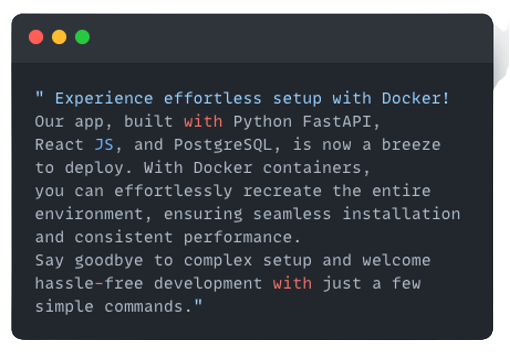 " Experience effortless setup with Docker!
Our app, built with Python FastAPI,
React JS, and PostgreSQL, is now a breeze
to deploy. With Docker containers,
you can effortlessly recreate the entire
environment, ensuring seamless installation
and consistent performance.
Say goodbye to complex setup and welcome
hassle-free development with just a few
simple commands."